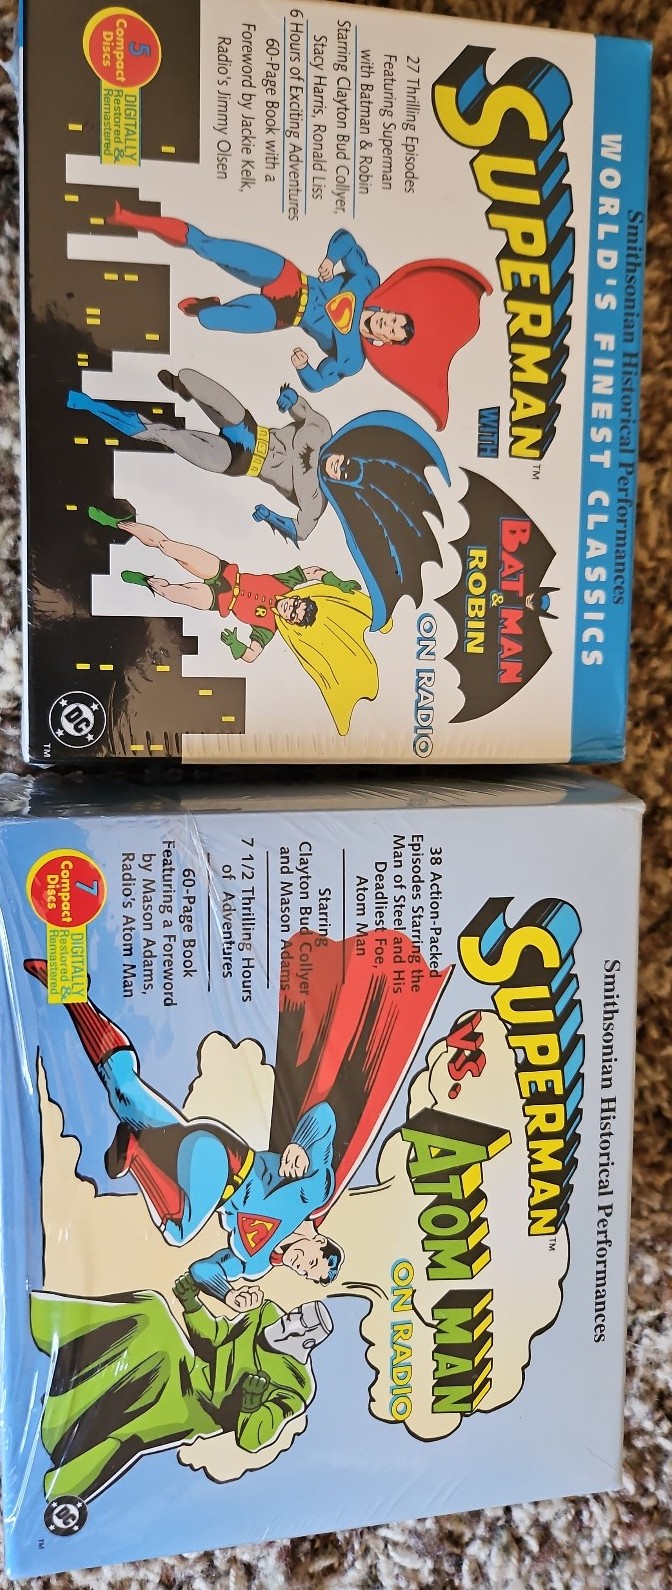 Smithsonian Historical Performances
WORLD'S FINEST CLASSICS
SUPERMAN™
WITH
BATMAN
&
ROBIN
ON RADIO
27 Thrilling Episodes
Featuring Superman
with Batman & Robin
Starring Clayton Bud Collyer,
Stacy Harris, Ronald Liss
6 Hours of Exciting Adventures
60-Page Book with a
Foreword by Jackie Kelk,
Radio's Jimmy Olsen
5
Compact
Discs
DIGITALLY
Restored &
Remastered
S
R
DC
TM
Smithsonian Historical Performances
SUPERMAN™
VS.
ATOM MAN
ON RADIO
38 Action-Packed
Episodes Starring the
Man of Steel and His
Deadliest Foe,
Atom Man
Starring
Clayton Bud Collyer
and Mason Adams
7 1/2 Thrilling Hours
of Adventures
60-Page Book
Featuring a Foreword
by Mason Adams,
Radio's Atom Man
7
Compact
Discs
DIGITALLY
Restored &
Remastered
S
DC
TM